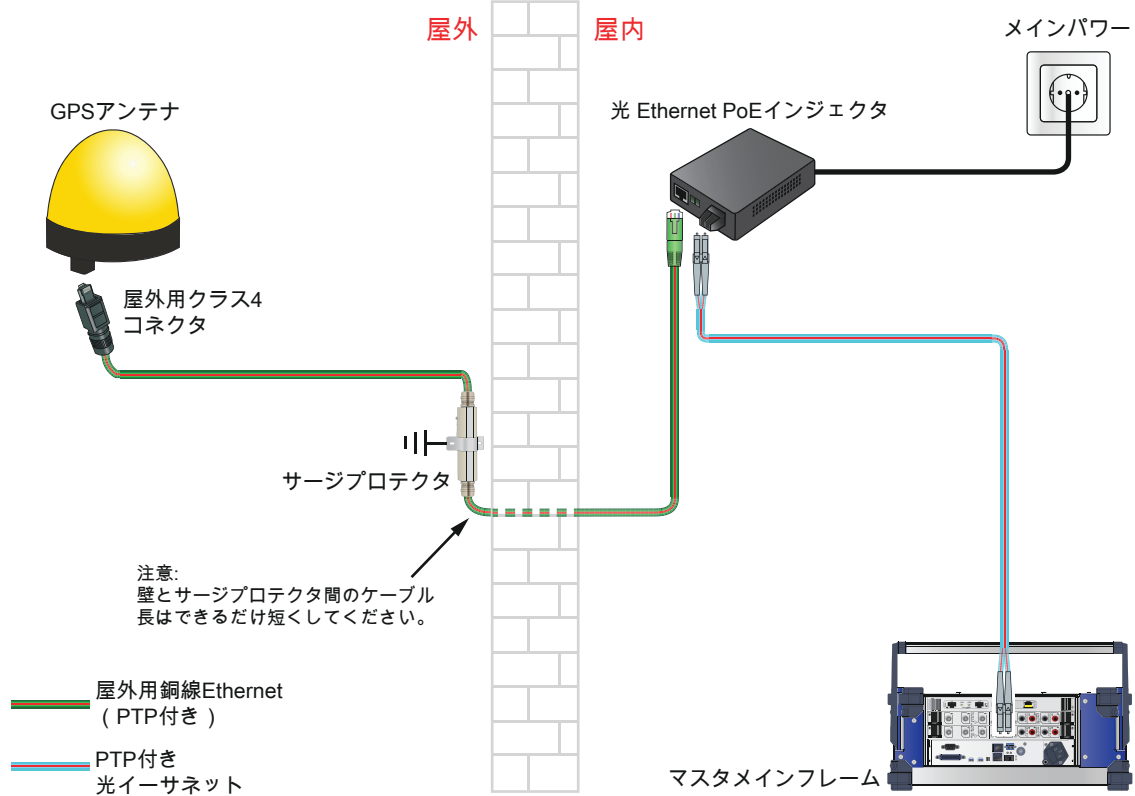 屋外
屋内
メインパワー
GPSアンテナ
光 Ethernet PoEインジェクタ
屋外用クラス4
コネクタ
サージプロテクタ
注意:
壁とサージプロテクタ間のケーブル
長はできるだけ短くしてください。
屋外用銅線Ethernet
( PTP付き )
PTP付き
光イーサネット
マスタメインフレーム